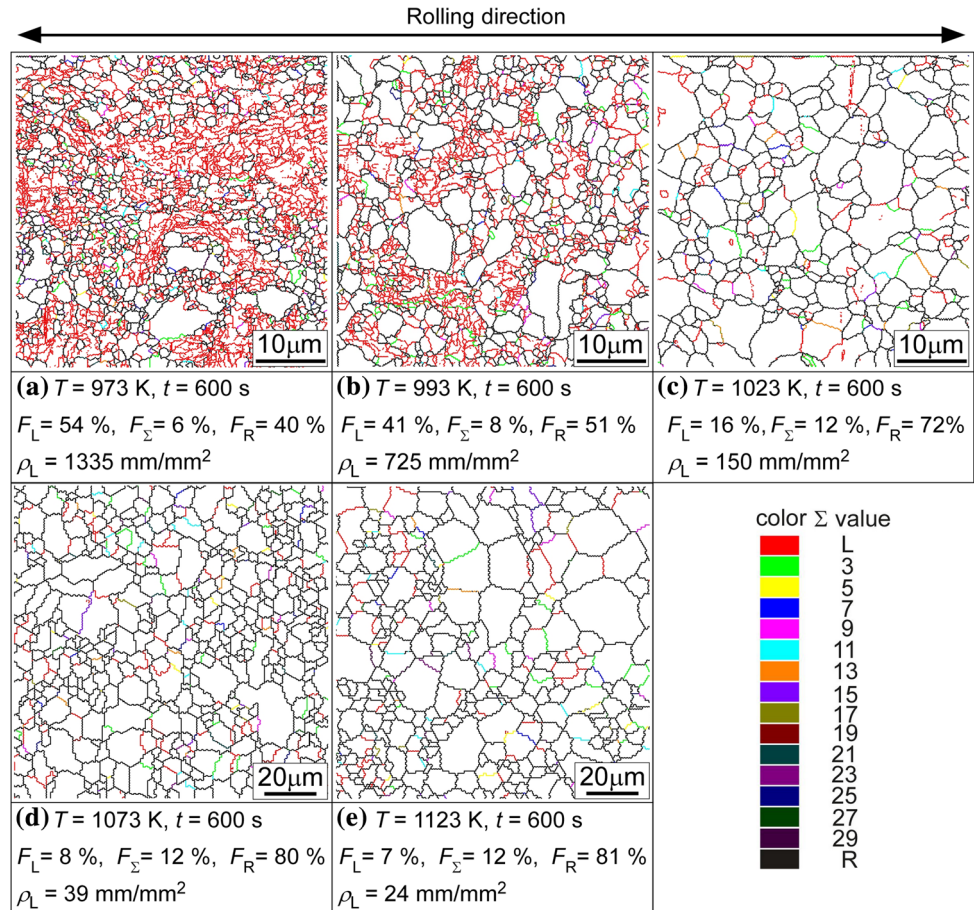 Rolling direction
10μm
10μm
10μm
(a) T = 973 K, t = 600 s
F_L= 54 %, F_Σ= 6 %, F_R= 40 %
ρ_L = 1335 mm/mm²
(b) T = 993 K, t = 600 s
F_L= 41 %, F_Σ= 8 %, F_R= 51 %
ρ_L = 725 mm/mm²
(c) T = 1023 K, t = 600 s
F_L= 16 %, F_Σ= 12 %, F_R= 72%
ρ_L = 150 mm/mm²
20μm
20μm
(d) T = 1073 K, t = 600 s
F_L= 8 %, F_Σ= 12 %, F_R= 80 %
ρ_L = 39 mm/mm²
(e) T = 1123 K, t = 600 s
F_L= 7 %, F_Σ= 12 %, F_R= 81 %
ρ_L = 24 mm/mm²
color Σ value
L
3
5
7
9
11
13
15
17
19
21
23
25
27
29
R